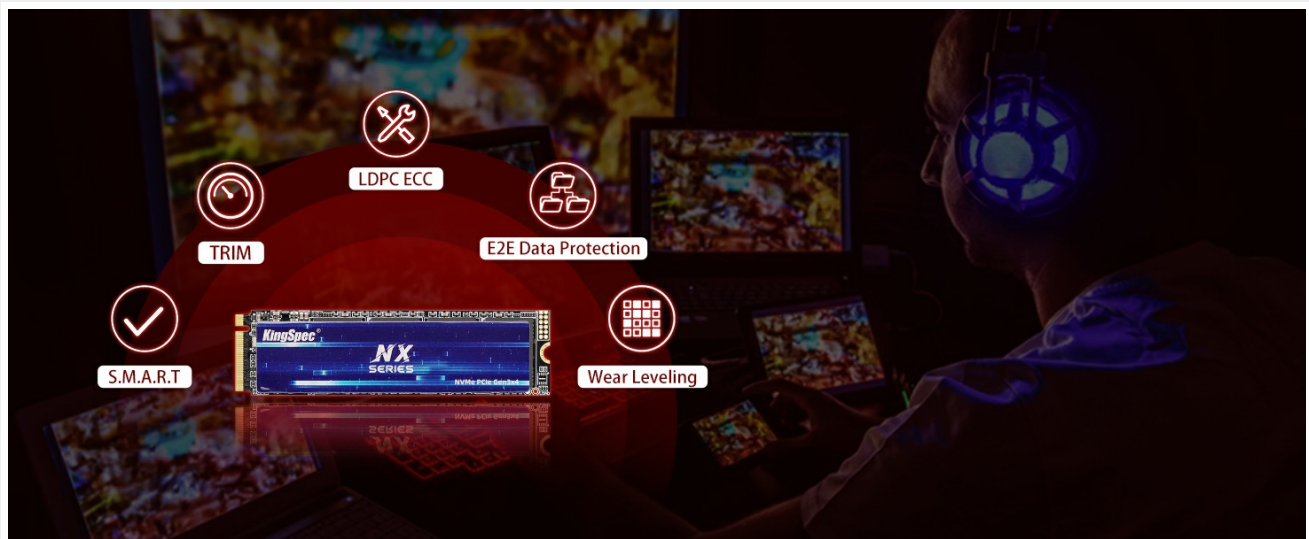 LDPC ECC
TRIM
E2E Data Protection
S.M.A.R.T
Wear Leveling
KingSpec®
NX
SERIES
NVMe PCIe Gen3x4